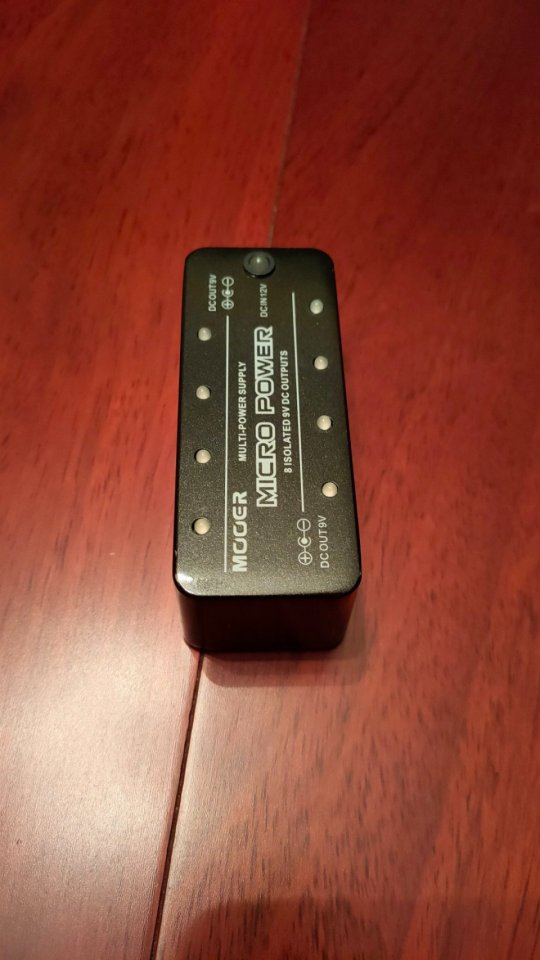 DC OUT 9V
MULTI-POWER SUPPLY
MOOER
MICRO POWER
8 ISOLATED 9V DC OUTPUTS
DC IN 12V
DC OUT 9V